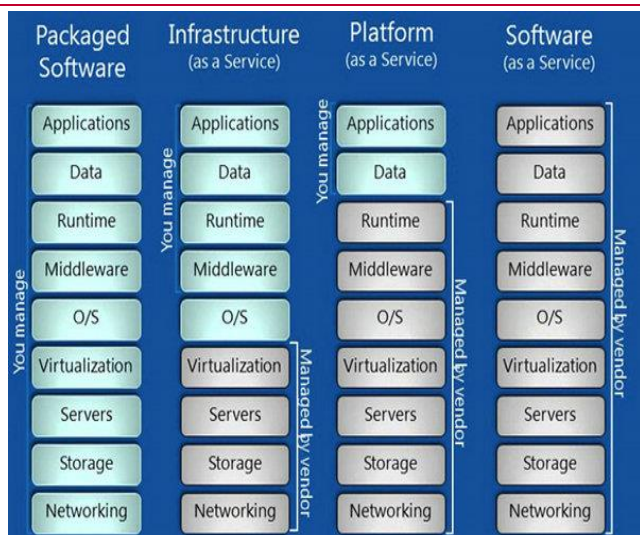 Packaged
Software
Applications
Data
Runtime
Middleware
O/S
Virtualization
Servers
Storage
Networking
You manage
Infrastructure
(as a Service)
Applications
Data
Runtime
Middleware
O/S
Virtualization
Servers
Storage
Networking
You manage
Managed by vendor
Platform
(as a Service)
Applications
Data
Runtime
Middleware
O/S
Virtualization
Servers
Storage
Networking
You manage
Managed by vendor
Software
(as a Service)
Applications
Data
Runtime
Middleware
O/S
Virtualization
Servers
Storage
Networking
Managed by vendor